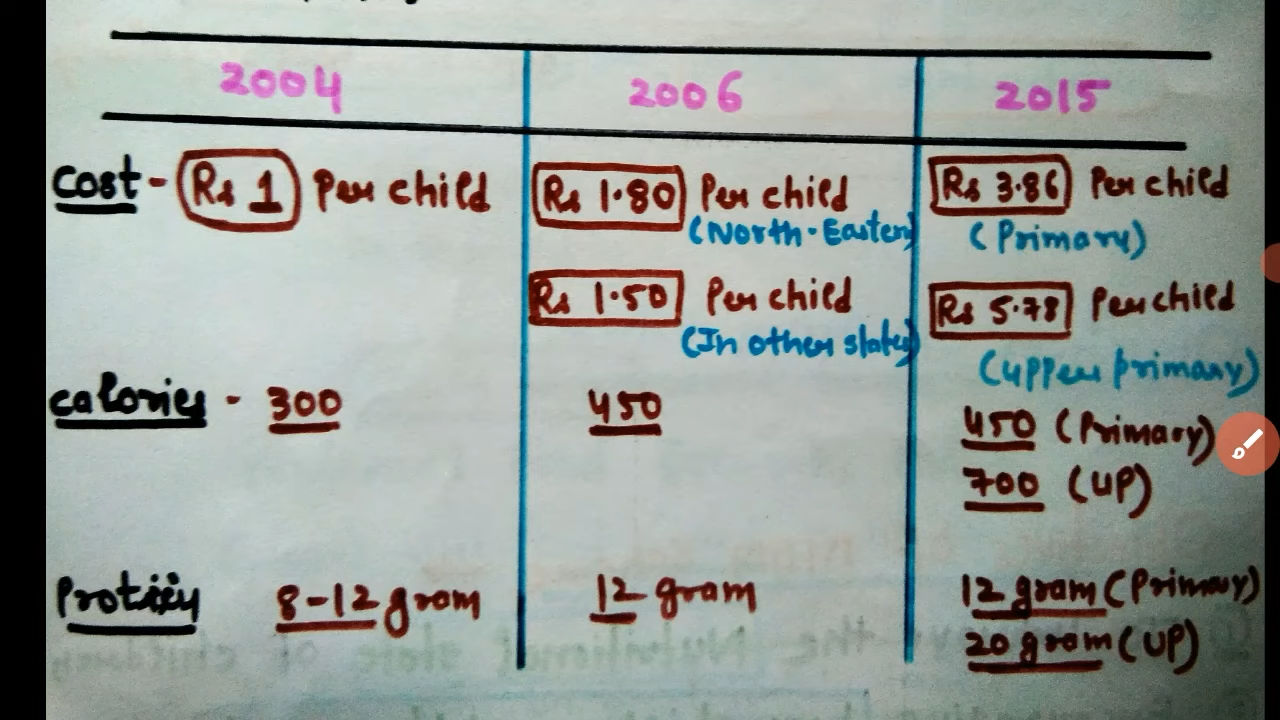 2004 2006 2015
Cost - Rs 1 Per child Rs 1.80 Per child Rs 3.86 Per child
(North-Eastern) (Primary)
Rs 1.50 Per child Rs 5.78 Per child
(In other states) (upper primary)
calories - 300 450 450 (Primary)
700 (UP)
8-12 gram 12 gram 12 gram (Primary)
20 gram (UP)